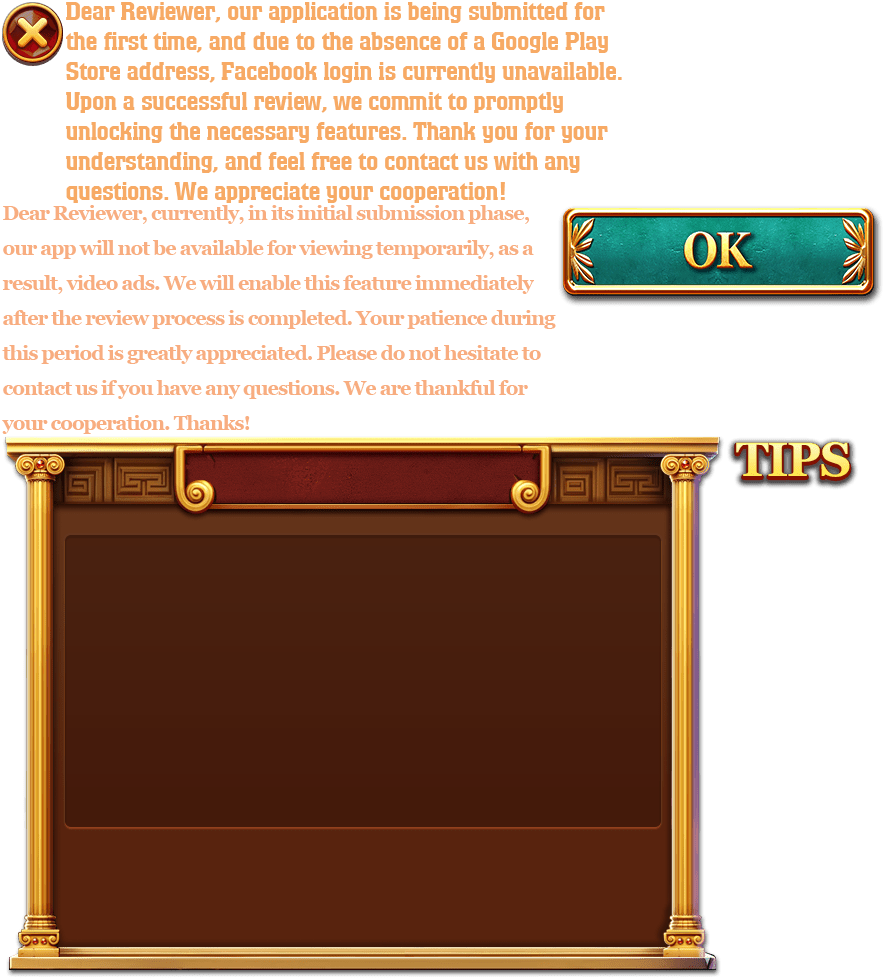 Dear Reviewer, our application is being submitted for
the first time, and due to the absence of a Google Play
Store address, Facebook login is currently unavailable.
Upon a successful review, we commit to promptly
unlocking the necessary features. Thank you for your
understanding, and feel free to contact us with any
questions. We appreciate your cooperation!
Dear Reviewer, currently, in its initial submission phase,
our app will not be available for viewing temporarily, as a
result, video ads. We will enable this feature immediately
after the review process is completed. Your patience during
this period is greatly appreciated. Please do not hesitate to
contact us if you have any questions. We are thankful for
your cooperation. Thanks!
OK
TIPS